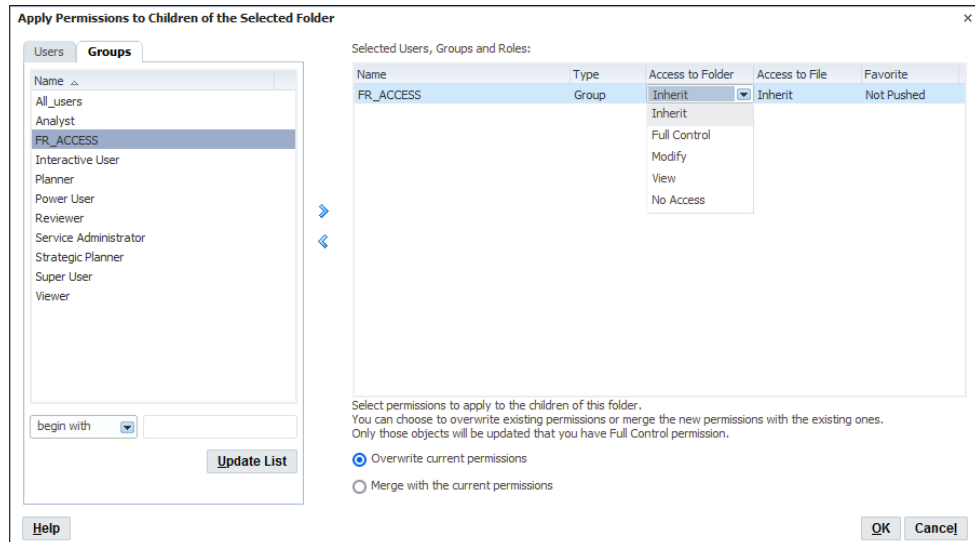 Apply Permissions to Children of the Selected Folder
Users Groups
Selected Users, Groups and Roles:
Name
All_users
Analyst
FR_ACCESS
Interactive User
Planner
Power User
Reviewer
Service Administrator
Strategic Planner
Super User
Viewer
begin with
Update List
Name Type Access to Folder Access to File Favorite
FR_ACCESS Group Inherit Inherit Not Pushed
Inherit
Full Control
Modify
View
No Access
Select permissions to apply to the children of this folder.
You can choose to overwrite existing permissions or merge the new permissions with the existing ones.
Only those objects will be updated that you have Full Control permission.
Overwrite current permissions
Merge with the current permissions
Help
OK Cancel